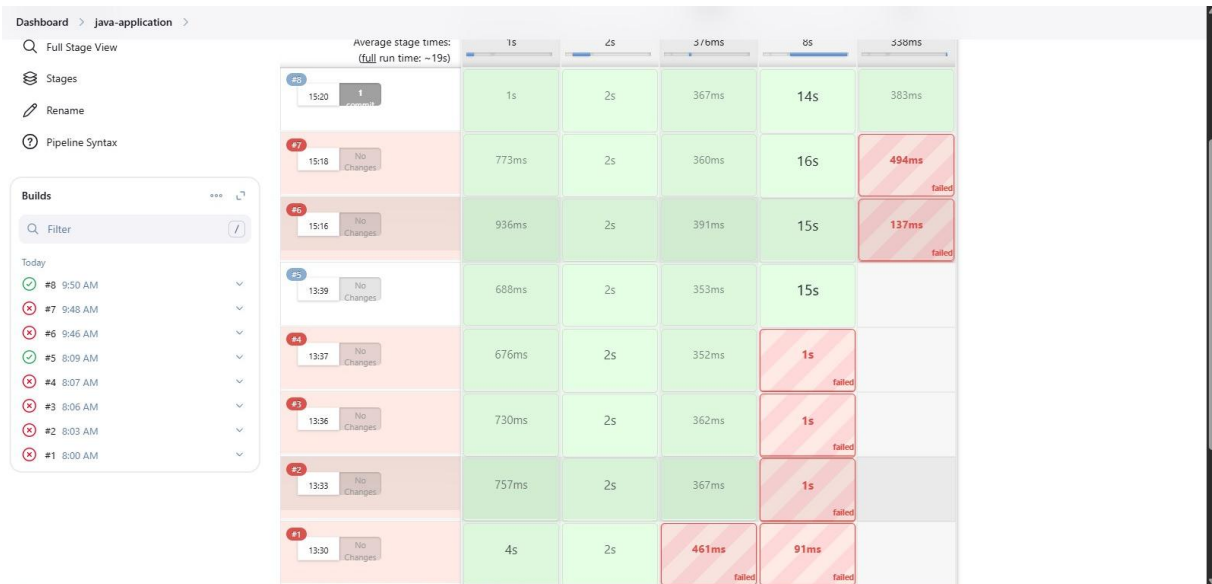 Dashboard > java-application >
Full Stage View
Stages
Rename
Pipeline Syntax
Builds
Filter
/
Today
#8 9:50 AM
#7 9:48 AM
#6 9:46 AM
#5 8:09 AM
#4 8:07 AM
#3 8:06 AM
#2 8:03 AM
#1 8:00 AM
Average stage times:
(full run time: ~19s)
1s 2s 376ms 8s 338ms
#8
15:20 1 commit
1s 2s 367ms 14s 383ms
#7
15:18 No Changes
773ms 2s 360ms 16s 494ms
failed
#6
15:16 No Changes
936ms 2s 391ms 15s 137ms
failed
#5
13:39 No Changes
688ms 2s 353ms 15s
#4
13:37 No Changes
676ms 2s 352ms 1s
failed
#3
13:36 No Changes
730ms 2s 362ms 1s
failed
#2
13:33 No Changes
757ms 2s 367ms 1s
failed
#1
13:30 No Changes
4s 2s 461ms 91ms
failed failed